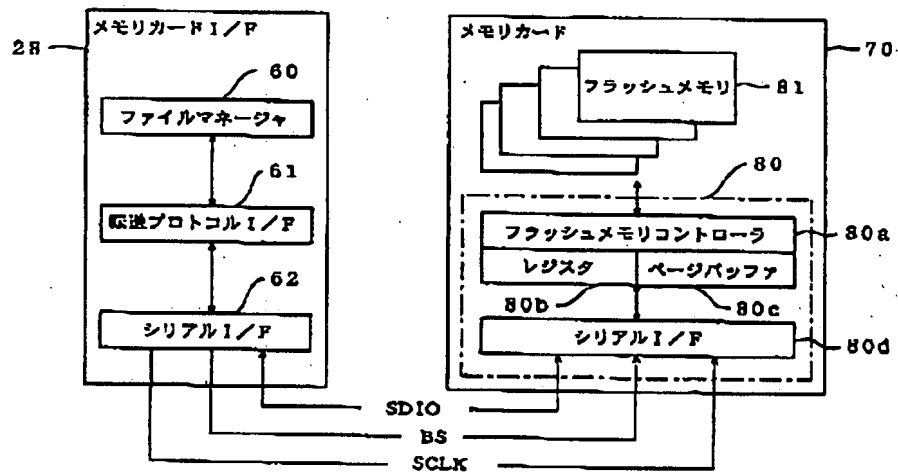 メモリカードI/F
28
60
ファイルマネージャ
61
転送プロトコルI/F
62
シリアルI/F
メモリカード
70
フラッシュメモリ
81
80
フラッシュメモリコントローラ
80a
レジスタ
ページバッファ
80b
80c
シリアルI/F
80d
SDIO
BS
SCLK